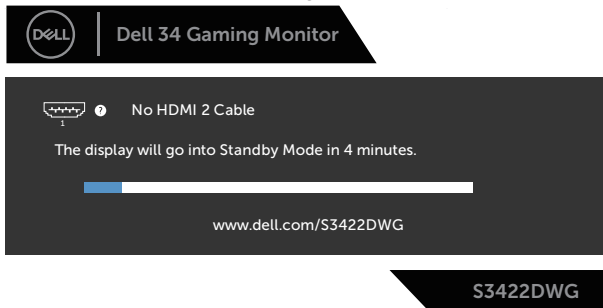 DELL
Dell 34 Gaming Monitor
? No HDMI 2 Cable
1
The display will go into Standby Mode in 4 minutes.
www.dell.com/S3422DWG
S3422DWG